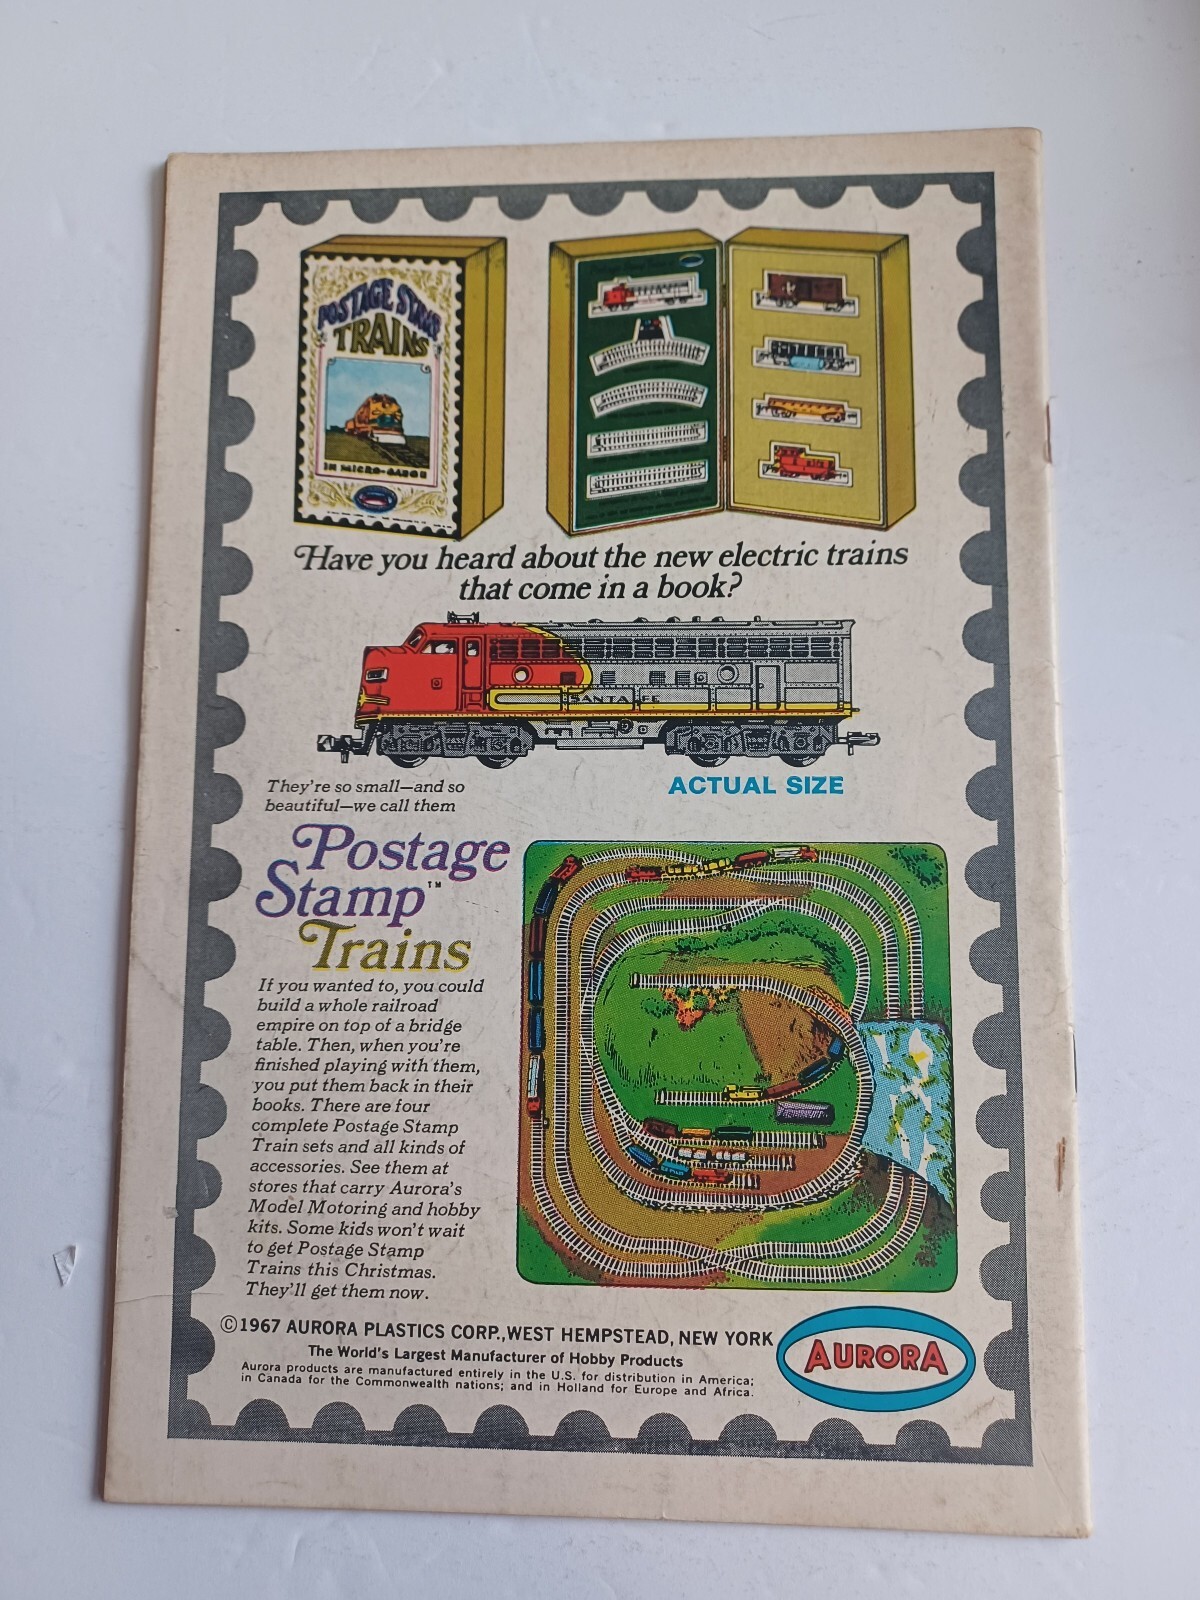 POSTAGE STAMP
TRAINS
IN MICRO-GAUGE
Have you heard about the new electric trains
that come in a book?
SANTA FE
ACTUAL SIZE
They're so small—and so
beautiful—we call them
Postage
Stamp™
Trains
If you wanted to, you could
build a whole railroad
empire on top of a bridge
table. Then, when you're
finished playing with them,
you put them back in their
books. There are four
complete Postage Stamp
Train sets and all kinds of
accessories. See them at
stores that carry Aurora's
Model Motoring and hobby
kits. Some kids won't wait
to get Postage Stamp
Trains this Christmas.
They'll get them now.
©1967 AURORA PLASTICS CORP., WEST HEMPSTEAD, NEW YORK
The World's Largest Manufacturer of Hobby Products
Aurora products are manufactured entirely in the U.S. for distribution in America;
in Canada for the Commonwealth nations; and in Holland for Europe and Africa.
AURORA